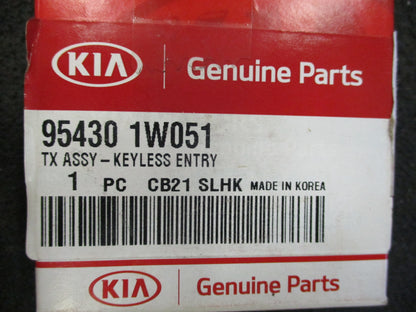 KIA Genuine Parts
95430 1W051
TX ASSY-KEYLESS ENTRY
1 PC CB21 SLHK MADE IN KOREA
KIA Genuine Parts